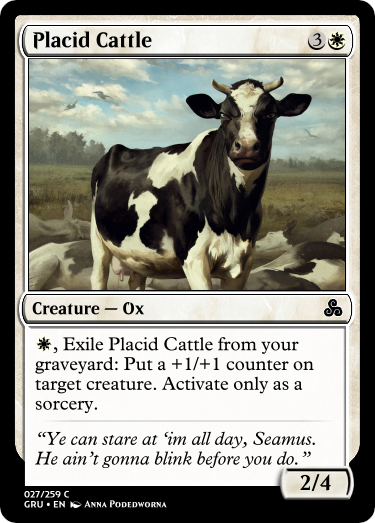 Placid Cattle 3
Creature — Ox
, Exile Placid Cattle from your
graveyard: Put a +1/+1 counter on
target creature. Activate only as a
sorcery.
“Ye can stare at ‘im all day, Seamus.
He ain’t gonna blink before you do.”
2/4
027/259 C
GRU • EN Anna Podedworna